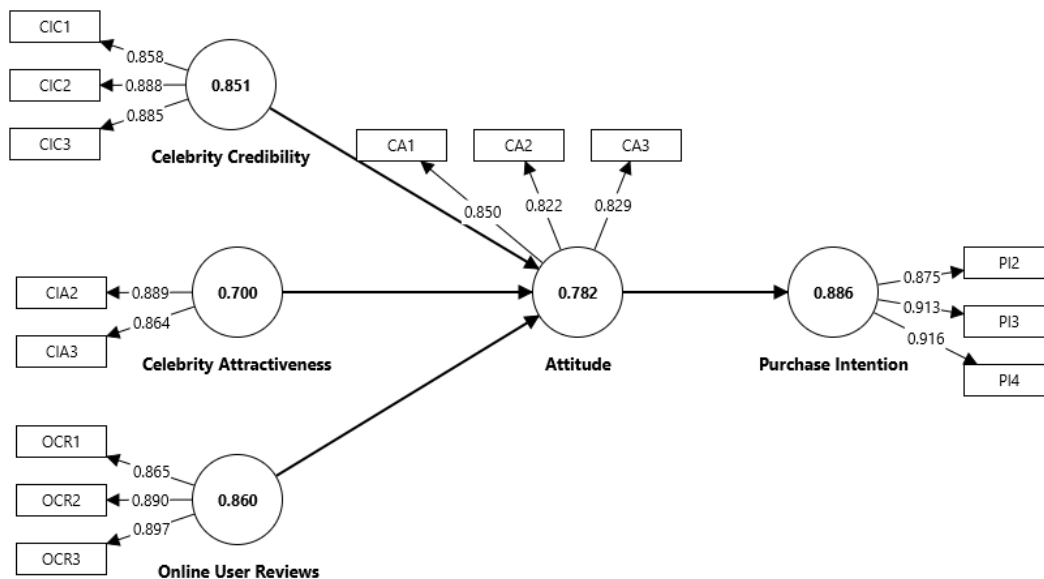 CIC1
0.858
CIC2
0.888
CIC3
0.885
0.851
Celebrity Credibility
CA1
CA2
CA3
0.850
0.822
0.829
CIA2
0.889
CIA3
0.864
0.700
Celebrity Attractiveness
0.782
Attitude
0.886
Purchase Intention
0.875
PI2
0.913
PI3
0.916
PI4
OCR1
0.865
OCR2
0.890
OCR3
0.897
0.860
Online User Reviews